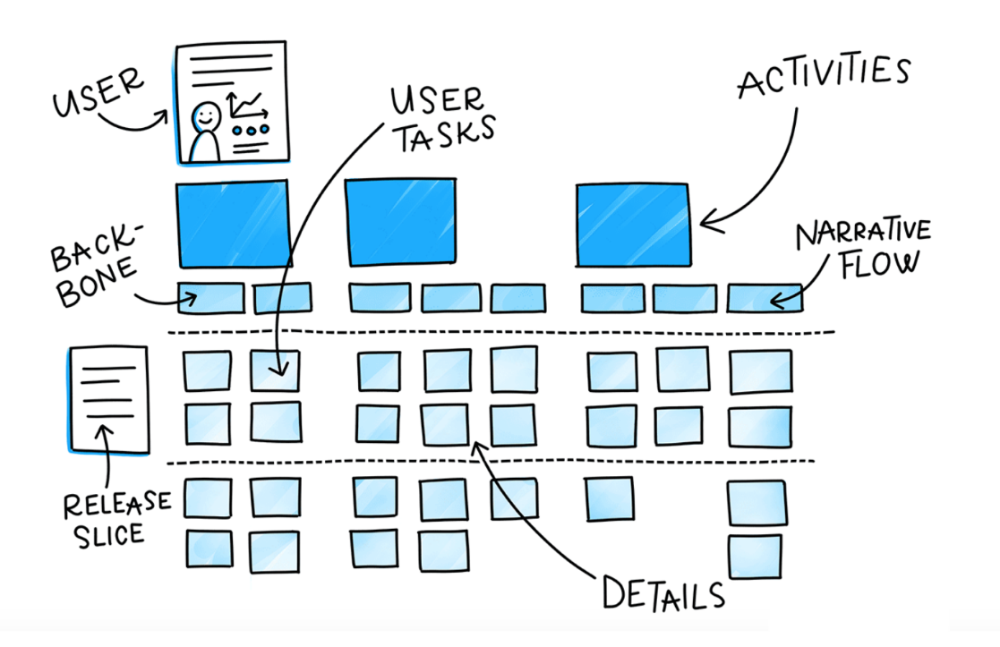 USER
USER
TASKS
ACTIVITIES
BACK-
BONE
NARRATIVE
FLOW
RELEASE
SLICE
DETAILS